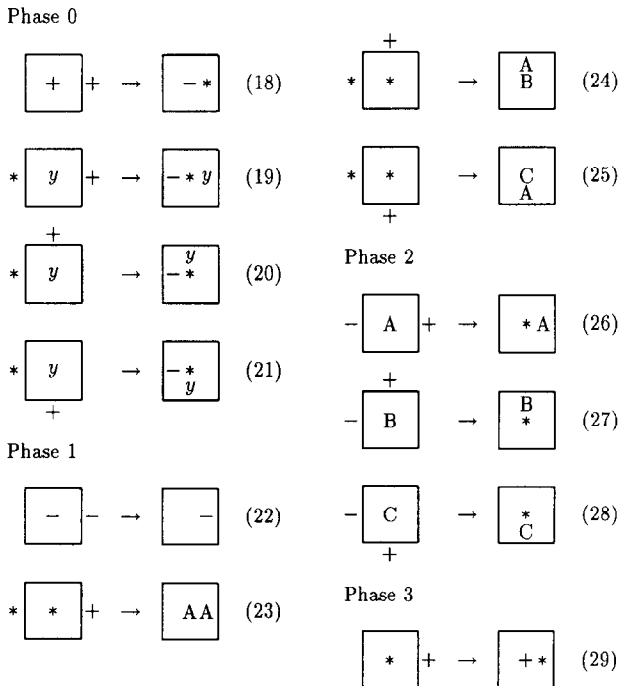 Phase 0
+ + → − * (18)
* y + → − * y (19)
+
* y → y − * (20)
* y → − * y (21)
+
Phase 1
− − → − (22)
* * + → A A (23)
+
* * → A B (24)
* * → C A (25)
+
Phase 2
− A + → * A (26)
+
− B → B * (27)
− C → * C (28)
+
Phase 3
* + → + * (29)